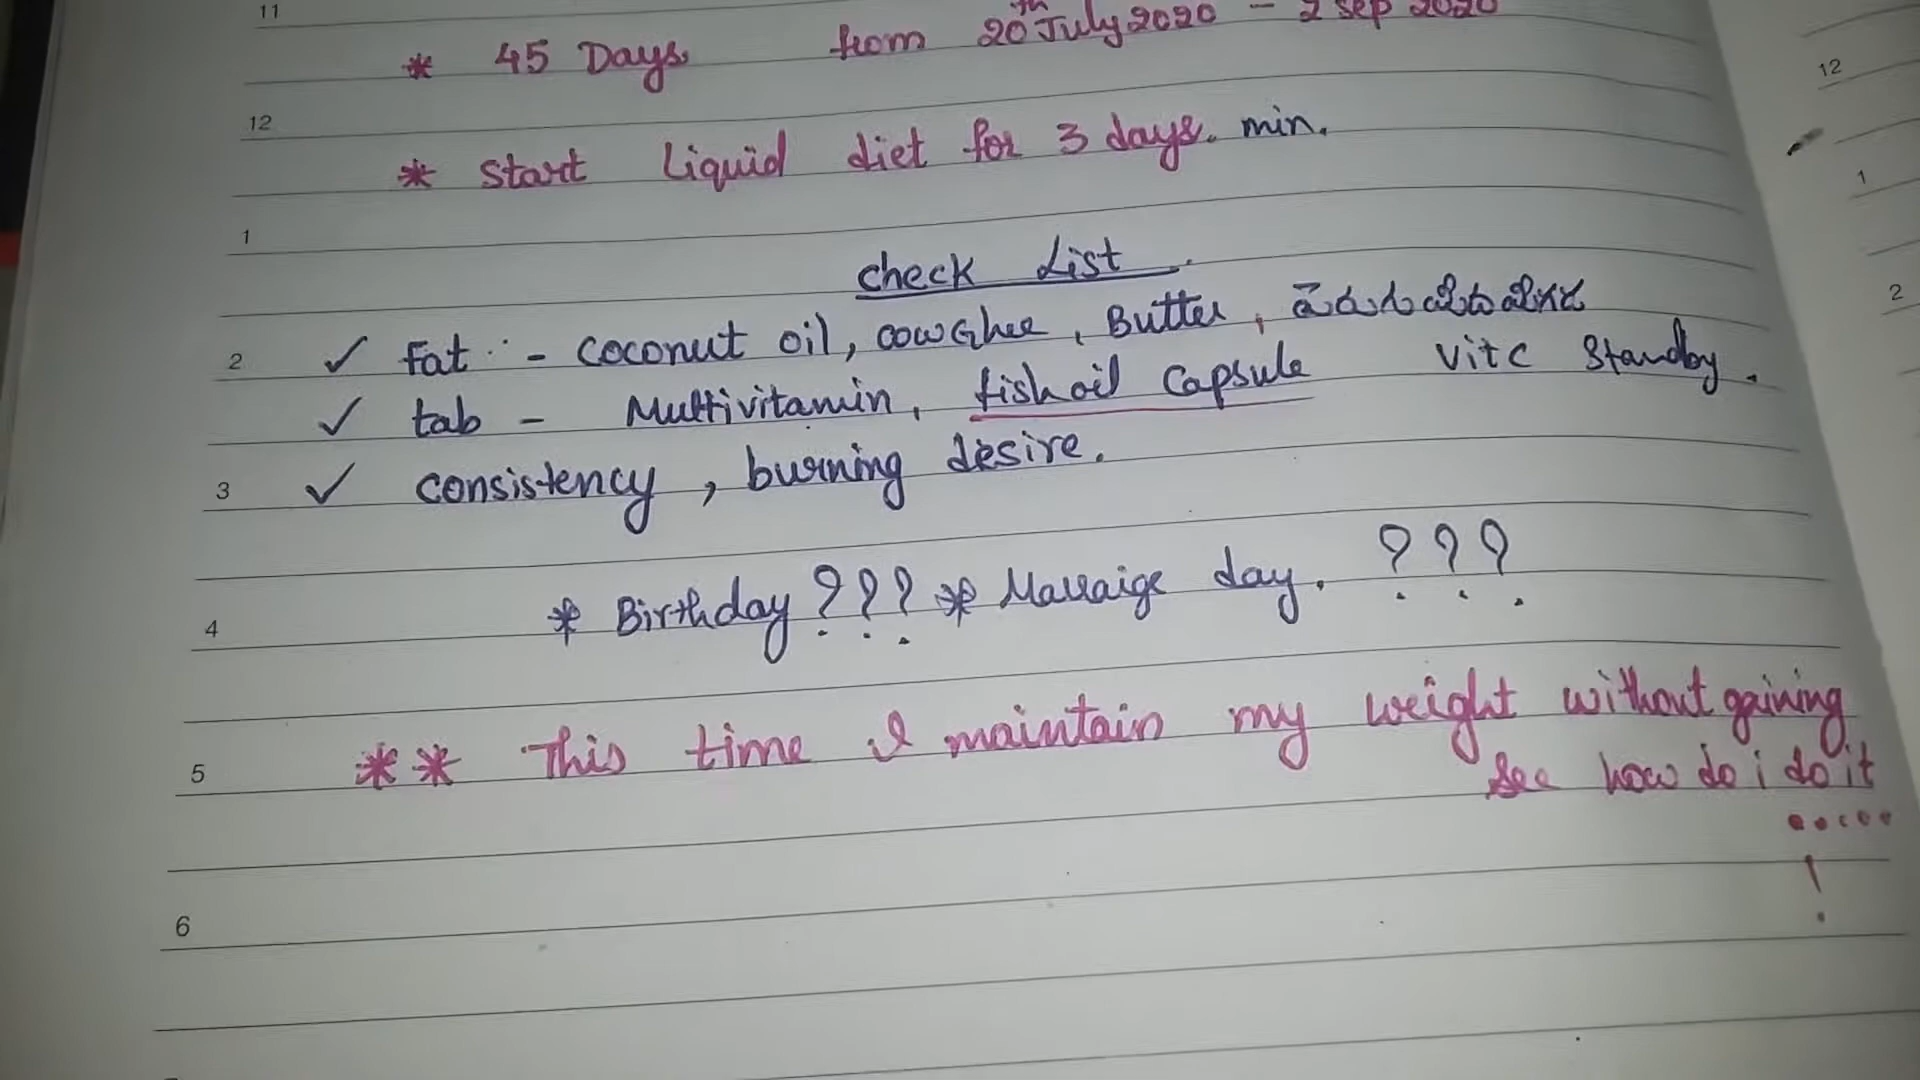 11
* 45 Days from 20th July 2020 - 2 Sep 2020
12
12
* Start Liquid diet for 3 days. min.
1
1
check List
2
2 ✓ Fat :- coconut oil, cowGhee, Butter,
✓ tab - Multivitamin, fish oil capsule Vit C Standby.
3 ✓ consistency, burning desire.
4 * Birthday ??? * Marraige day. ???
5 ** This time I maintain my weight without gaining
see how do i do it
.....
!
6